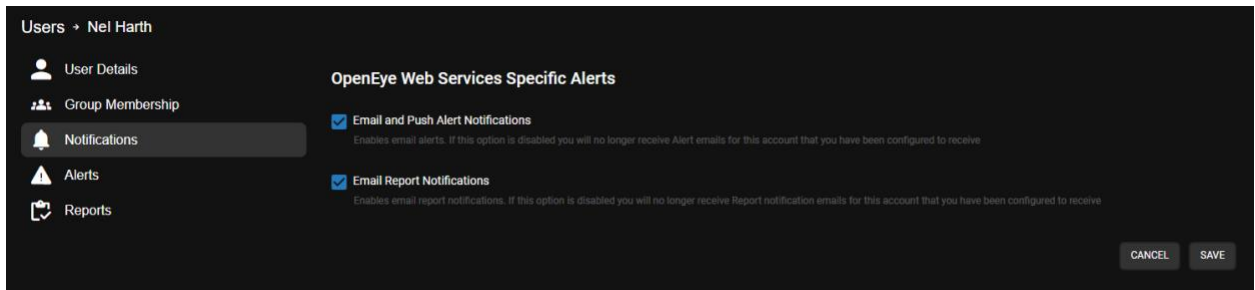 Users → Nel Harth
User Details
Group Membership
Notifications
Alerts
Reports
OpenEye Web Services Specific Alerts
Email and Push Alert Notifications
Enables email alerts. If this option is disabled you will no longer receive Alert emails for this account that you have been configured to receive
Email Report Notifications
Enables email report notifications. If this option is disabled you will no longer receive Report notification emails for this account that you have been configured to receive
CANCEL SAVE